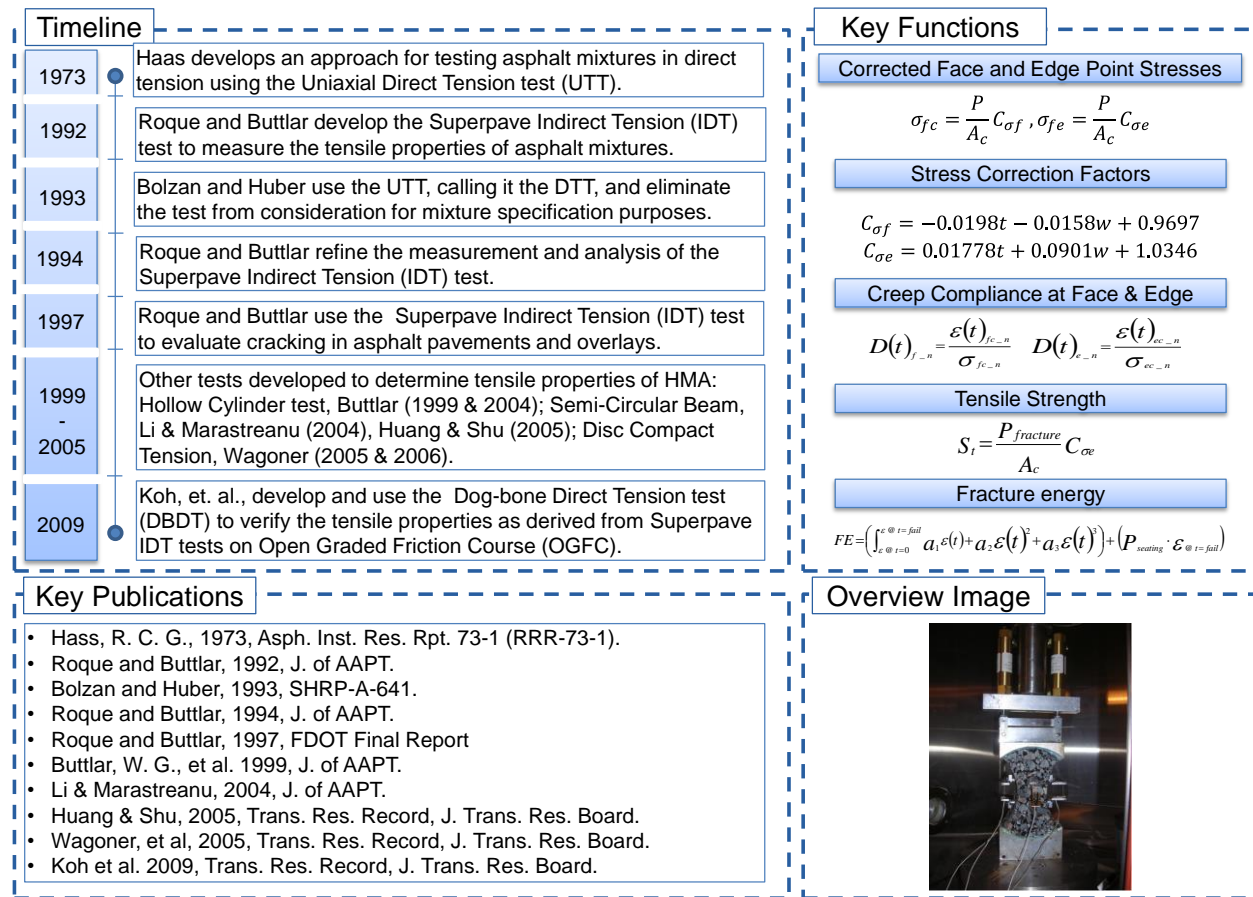 Timeline
1973
Haas develops an approach for testing asphalt mixtures in direct
tension using the Uniaxial Direct Tension test (UTT).
1992
Roque and Buttlar develop the Superpave Indirect Tension (IDT)
test to measure the tensile properties of asphalt mixtures.
1993
Bolzan and Huber use the UTT, calling it the DTT, and eliminate
the test from consideration for mixture specification purposes.
1994
Roque and Buttlar refine the measurement and analysis of the
Superpave Indirect Tension (IDT) test.
1997
Roque and Buttlar use the Superpave Indirect Tension (IDT) test
to evaluate cracking in asphalt pavements and overlays.
1999
-
2005
Other tests developed to determine tensile properties of HMA:
Hollow Cylinder test, Buttlar (1999 & 2004); Semi-Circular Beam,
Li & Marastreanu (2004), Huang & Shu (2005); Disc Compact
Tension, Wagoner (2005 & 2006).
2009
Koh, et. al., develop and use the Dog-bone Direct Tension test
(DBDT) to verify the tensile properties as derived from Superpave
IDT tests on Open Graded Friction Course (OGFC).
Key Functions
Corrected Face and Edge Point Stresses
σ_fc = P/A_c C_σf , σ_fe = P/A_c C_σe
Stress Correction Factors
C_σf = −0.0198t − 0.0158w + 0.9697
C_σe = 0.01778t + 0.0901w + 1.0346
Creep Compliance at Face & Edge
D(t)_f_n = ε(t)_fc_n / σ_fc_n D(t)_e_n = ε(t)_ec_n / σ_ec_n
Tensile Strength
S_t = P_fracture / A_c C_σe
Fracture energy
FE = (∫_{ε@t=0}^{ε@t=fail} a_1 ε(t) + a_2 ε(t)^2 + a_3 ε(t)^3) + (P_seating · ε_@t=fail)
Key Publications
• Hass, R. C. G., 1973, Asph. Inst. Res. Rpt. 73-1 (RRR-73-1).
• Roque and Buttlar, 1992, J. of AAPT.
• Bolzan and Huber, 1993, SHRP-A-641.
• Roque and Buttlar, 1994, J. of AAPT.
• Roque and Buttlar, 1997, FDOT Final Report
• Buttlar, W. G., et al. 1999, J. of AAPT.
• Li & Marastreanu, 2004, J. of AAPT.
• Huang & Shu, 2005, Trans. Res. Record, J. Trans. Res. Board.
• Wagoner, et al, 2005, Trans. Res. Record, J. Trans. Res. Board.
• Koh et al. 2009, Trans. Res. Record, J. Trans. Res. Board.
Overview Image